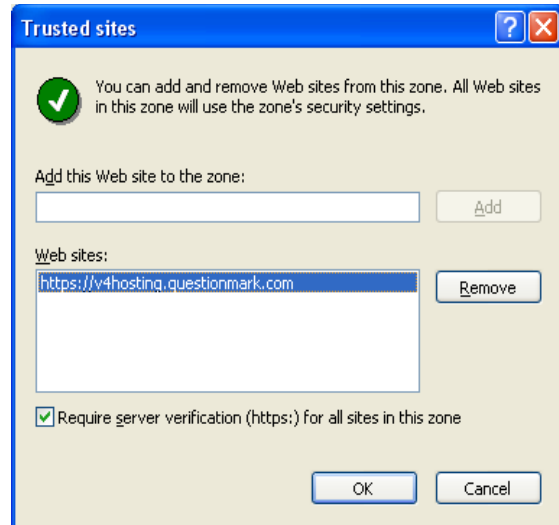 Trusted sites
You can add and remove Web sites from this zone. All Web sites
in this zone will use the zone's security settings.
Add this Web site to the zone:
Add
Web sites:
https://v4hosting.questionmark.com
Remove
Require server verification (https:) for all sites in this zone
OK
Cancel